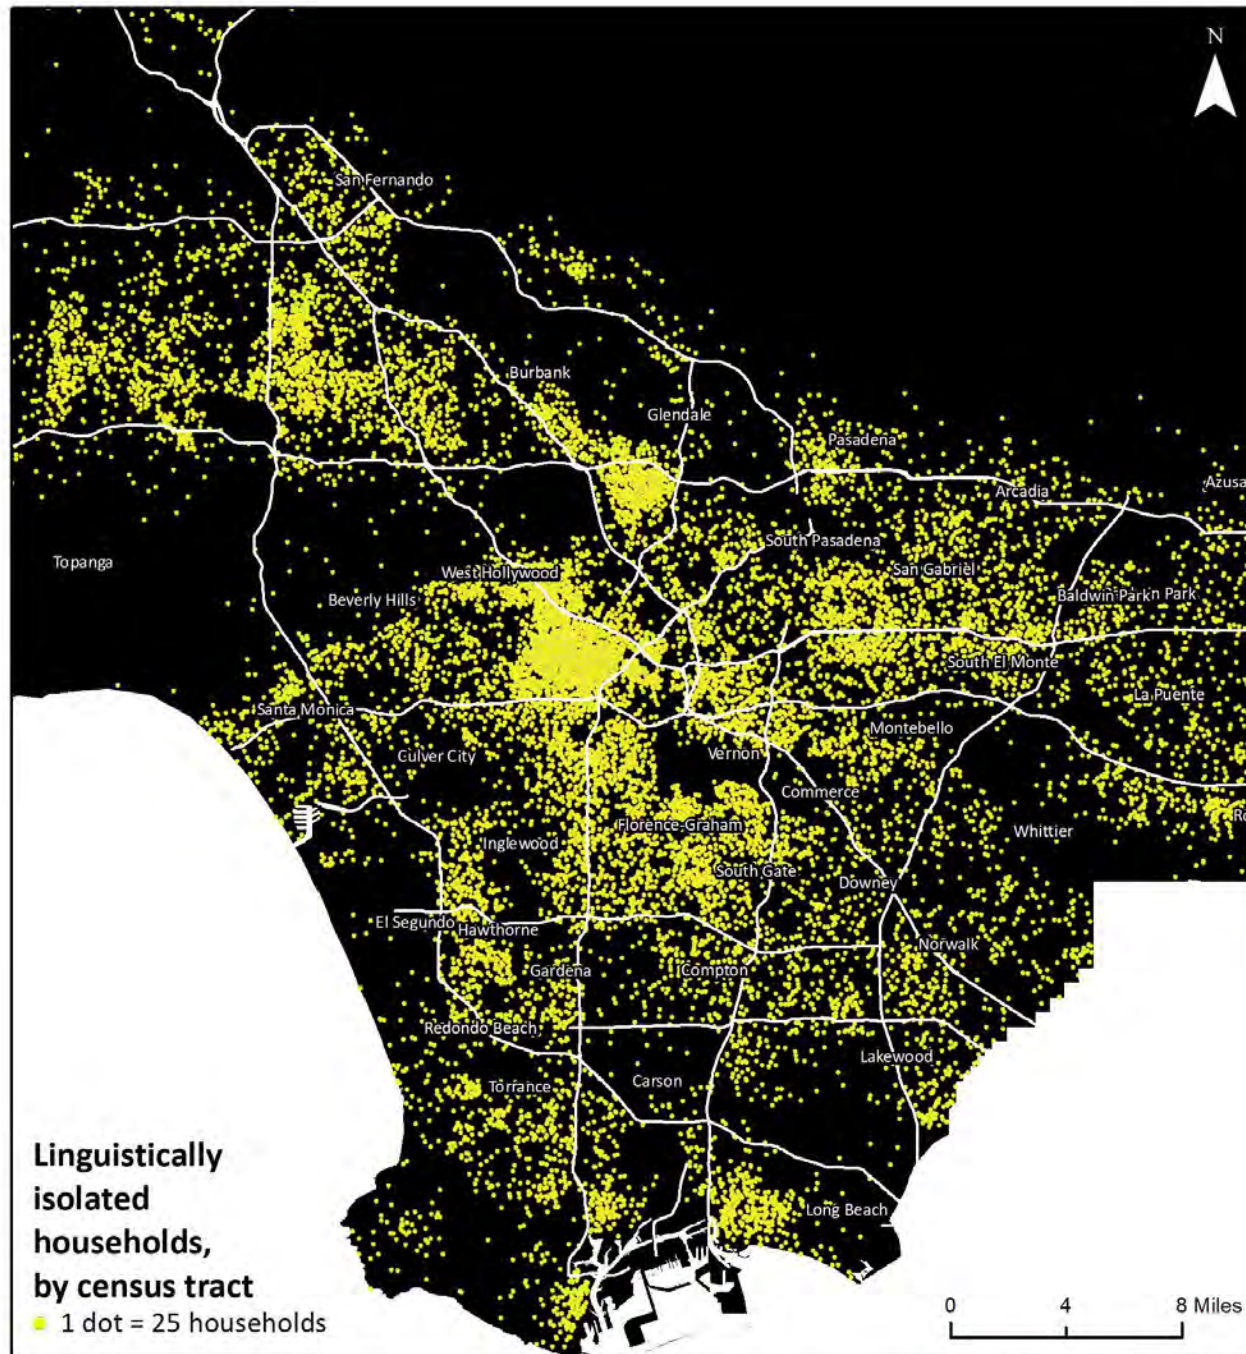 N
San Fernando
Burbank
Glendale
Pasadena
Arcadia
Azusa
South Pasadena
Topanga
West Hollywood
San Gabriel
Beverly Hills
Baldwin Park
n Park
South El Monte
La Puente
Santa Monica
Montebello
Culver City
Vernon
Commerce
Ro
Florence-Graham
Whittier
Inglewood
South Gate
Downey
El Segundo
Hawthorne
Norwalk
Gardena
Compton
Redondo Beach
Lakewood
Torrance
Carson
Long Beach
Linguistically
isolated
households,
by census tract
1 dot = 25 households
0 4 8 Miles